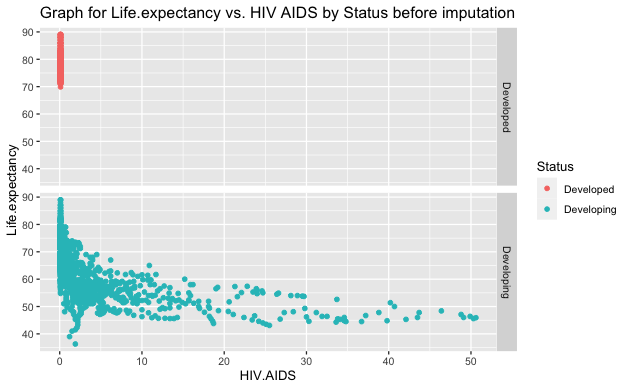 Graph for Life.expectancy vs. HIV AIDS by Status before imputation
90
80
70
60
50
40
Developed
90
80
70
60
50
40
Developing
Life.expectancy
0 10 20 30 40 50
HIV.AIDS
Status
Developed
Developing